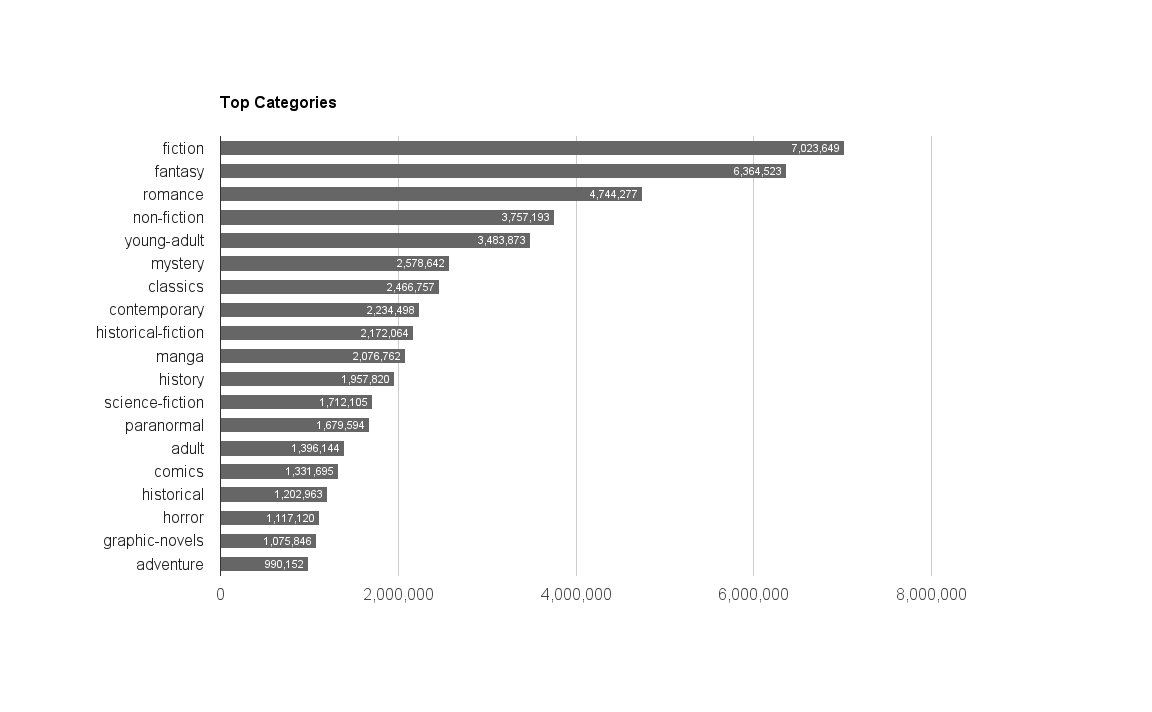 Top Categories
fiction 7,023,649
fantasy 6,364,523
romance 4,744,277
non-fiction 3,757,193
young-adult 3,483,873
mystery 2,578,642
classics 2,466,757
contemporary 2,234,498
historical-fiction 2,172,064
manga 2,076,762
history 1,957,820
science-fiction 1,712,105
paranormal 1,679,594
adult 1,396,144
comics 1,331,695
historical 1,202,963
horror 1,117,120
graphic-novels 1,075,846
adventure 990,152
0 2,000,000 4,000,000 6,000,000 8,000,000